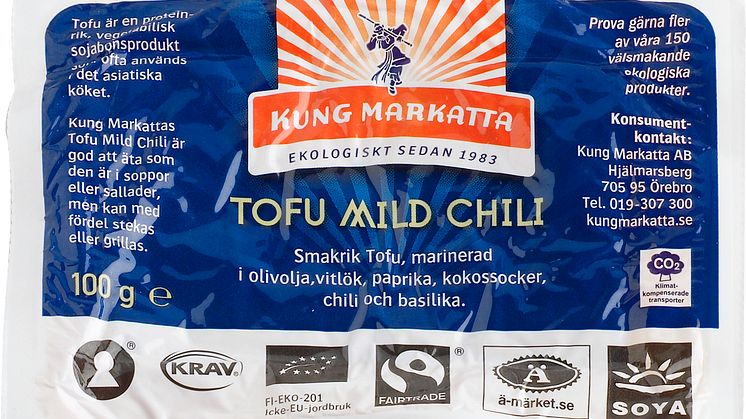 Tofu är en protein-
rik, vegetabilisk
sojabönsprodukt
som ofta används
i det asiatiska
köket.
Kung Markattas
Tofu Mild Chili är
god att äta som
den är i soppor
eller sallader,
men kan med
fördel stekas
eller grillas.
100 g e
KUNG MARKATTA
EKOLOGISKT SEDAN 1983
TOFU MILD CHILI
Smakrik Tofu, marinerad
i olivolja,vitlök, paprika, kokossocker,
chili och basilika.
Prova gärna fler
av våra 150
välsmakande
ekologiska
produkter.
Konsument-
kontakt:
Kung Markatta AB
Hjälmarsberg
705 95 Örebro
Tel. 019-307 300
kungmarkatta.se
CO2
Klimat-
kompenserade
transporter
®
KRAV®
FI-EKO-201
Icke-EU-jordbruk
®
FAIRTRADE
Ä
ä-märket.se
SOYA